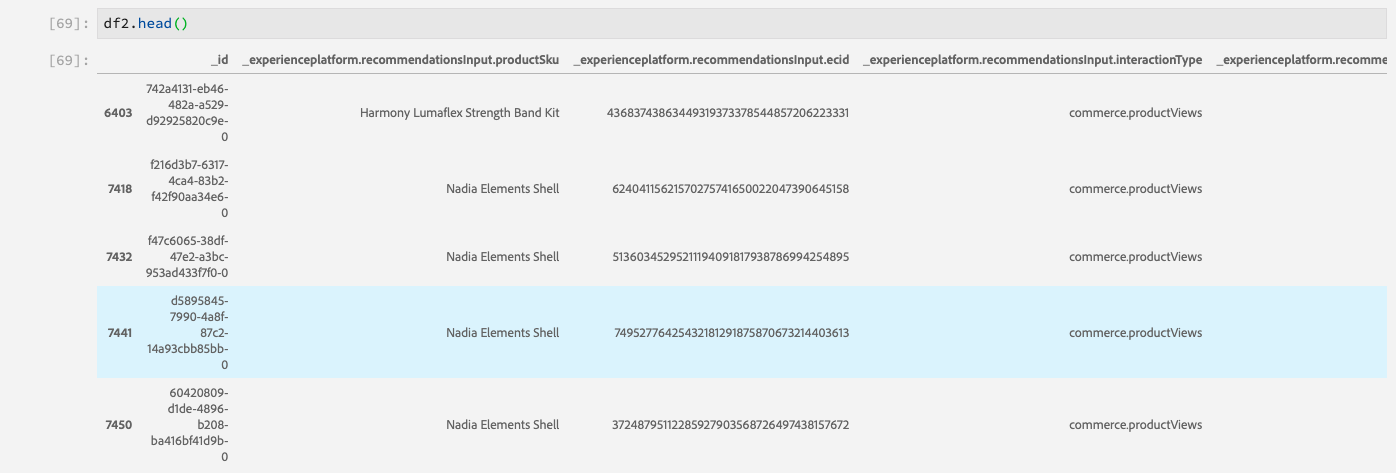 [69]: df2.head()
[69]: _id _experienceplatform.recommendationsInput.productSku _experienceplatform.recommendationsInput.ecid _experienceplatform.recommendationsInput.interactionType _experienceplatform.recomme
742a4131-eb46-
482a-a529-
6403 d92925820c9e- Harmony Lumaflex Strength Band Kit 43683743863449319373378544857206223331 commerce.productViews
0
f216d3b7-6317-
4ca4-83b2-
7418 f42f90aa34e6- Nadia Elements Shell 62404115621570275741650022047390645158 commerce.productViews
0
f47c6065-38df-
7432 47e2-a3bc- Nadia Elements Shell 51360345295211194091817938786994254895 commerce.productViews
953ad433f7f0-0
d5895845-
7990-4a8f-
7441 87c2- Nadia Elements Shell 74952776425432181291875870673214403613 commerce.productViews
14a93cbb85bb-
0
60420809-
d1de-4896-
7450 b208- Nadia Elements Shell 37248795112285927903568726497438157672 commerce.productViews
ba416bf41d9b-
0